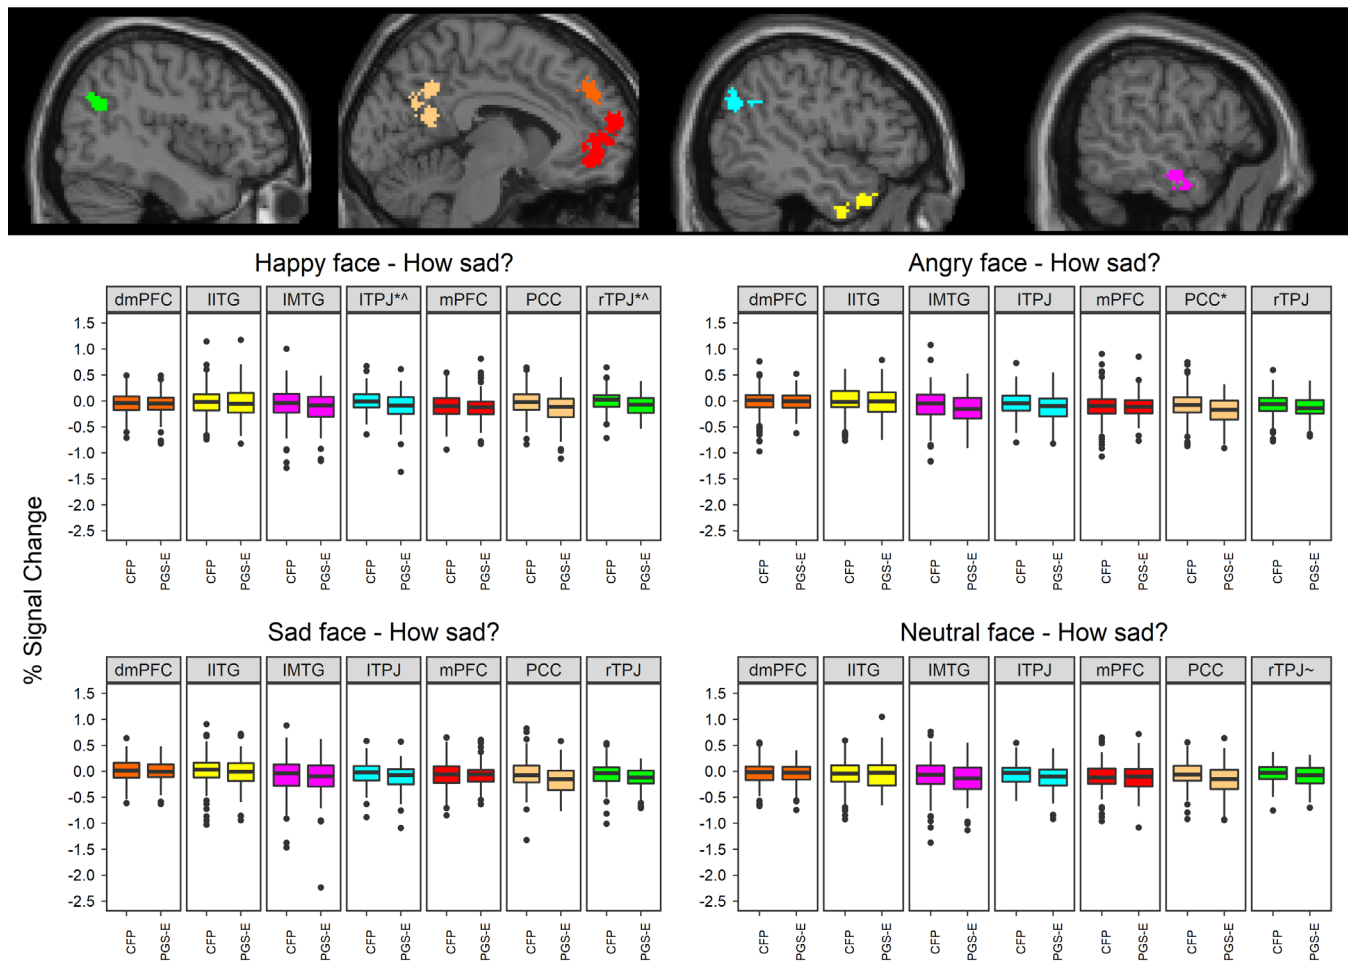 Happy face - How sad?
Angry face - How sad?
dmPFC lITG lMTG lTPJ*^ mPFC PCC rTPJ*^
dmPFC lITG lMTG lTPJ mPFC PCC* rTPJ
1.5
1.0
0.5
0.0
-0.5
-1.0
-1.5
-2.0
-2.5
1.5
1.0
0.5
0.0
-0.5
-1.0
-1.5
-2.0
-2.5
CFP PGS-E CFP PGS-E CFP PGS-E CFP PGS-E CFP PGS-E CFP PGS-E CFP PGS-E
CFP PGS-E CFP PGS-E CFP PGS-E CFP PGS-E CFP PGS-E CFP PGS-E CFP PGS-E
% Signal Change
Sad face - How sad?
Neutral face - How sad?
dmPFC lITG lMTG lTPJ mPFC PCC rTPJ
dmPFC lITG lMTG lTPJ mPFC PCC rTPJ~
1.5
1.0
0.5
0.0
-0.5
-1.0
-1.5
-2.0
-2.5
1.5
1.0
0.5
0.0
-0.5
-1.0
-1.5
-2.0
-2.5
CFP PGS-E CFP PGS-E CFP PGS-E CFP PGS-E CFP PGS-E CFP PGS-E CFP PGS-E
CFP PGS-E CFP PGS-E CFP PGS-E CFP PGS-E CFP PGS-E CFP PGS-E CFP PGS-E